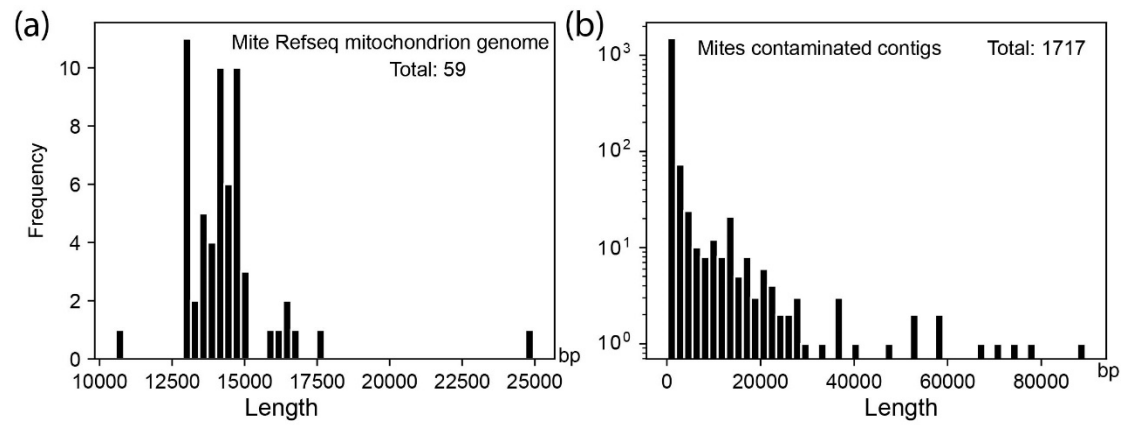 (a)
Mite Refseq mitochondrion genome
Total: 59
Frequency
10
8
6
4
2
0
10000 12500 15000 17500 20000 22500 25000 bp
Length
(b)
Mites contaminated contigs Total: 1717
10³
10²
10¹
10⁰
0 20000 40000 60000 80000 bp
Length